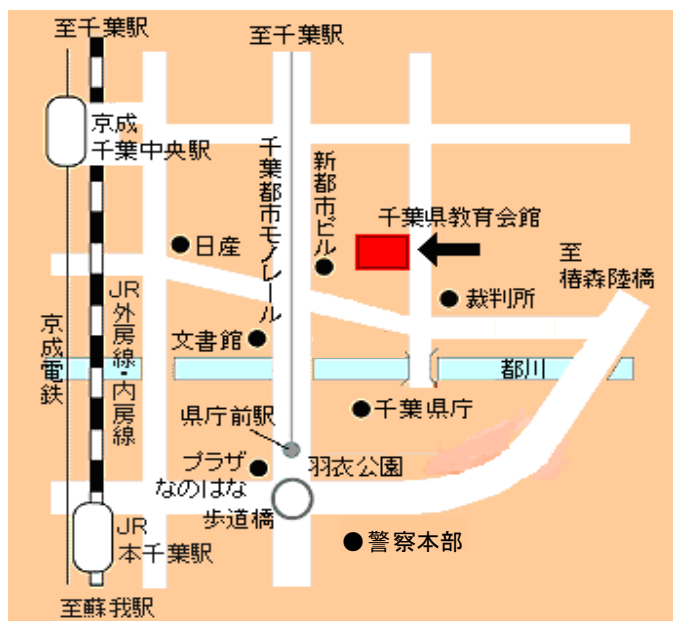 至千葉駅
至千葉駅
京成
千葉中央駅
千葉都市モノレール
新都市ビル
千葉県教育会館
日産
至
椿森陸橋
裁判所
JR
外房線・内房線
京成電鉄
文書館
都川
千葉県庁
県庁前駅
プラザ
なのはな
羽衣公園
歩道橋
JR
本千葉駅
警察本部
至蘇我駅